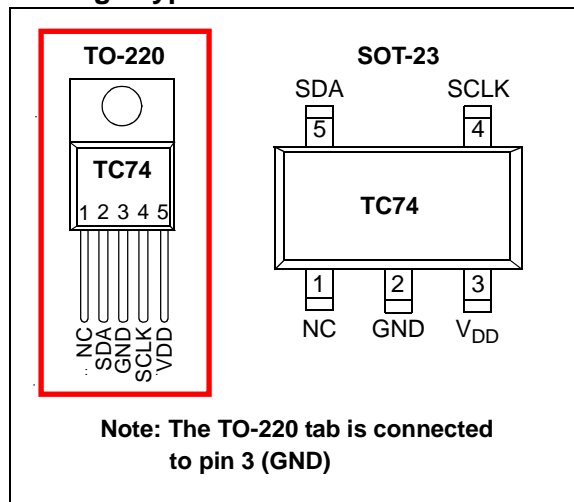 TO-220
TC74
1 2 3 4 5
NC
SDA
GND
SCLK
VDD
SOT-23
SDA SCLK
5 4
TC74
1 2 3
NC GND VDD
Note: The TO-220 tab is connected
to pin 3 (GND)